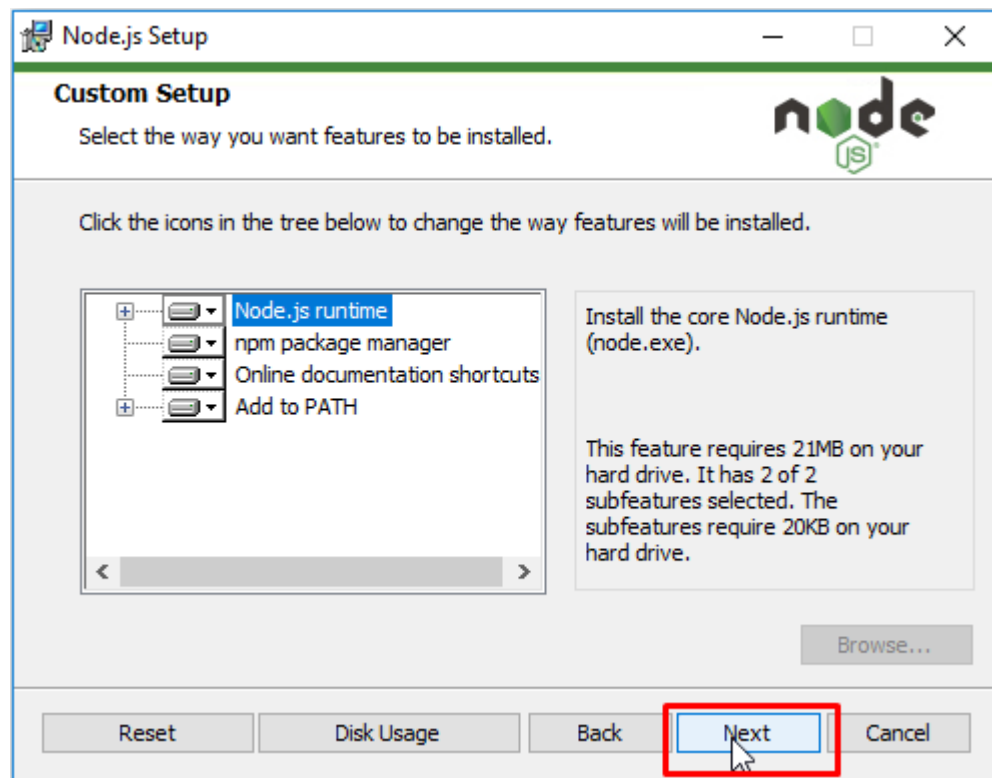 Node.js Setup
Custom Setup
Select the way you want features to be installed.
node
JS
Click the icons in the tree below to change the way features will be installed.
Node.js runtime
npm package manager
Online documentation shortcuts
Add to PATH
Install the core Node.js runtime
(node.exe).
This feature requires 21MB on your
hard drive. It has 2 of 2
subfeatures selected. The
subfeatures require 20KB on your
hard drive.
Browse...
Reset
Disk Usage
Back
Next
Cancel